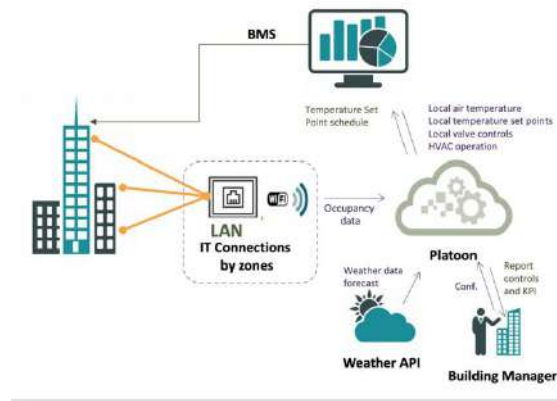 BMS
Temperature Set
Point schedule
Local air temperature
Local temperature set points
Local valve controls
HVAC operation
WiFi
LAN
IT Connections
by zones
Occupancy
data
Platoon
Weather data
forecast
Report
controls
and KPI
Conf.
Weather API
Building Manager